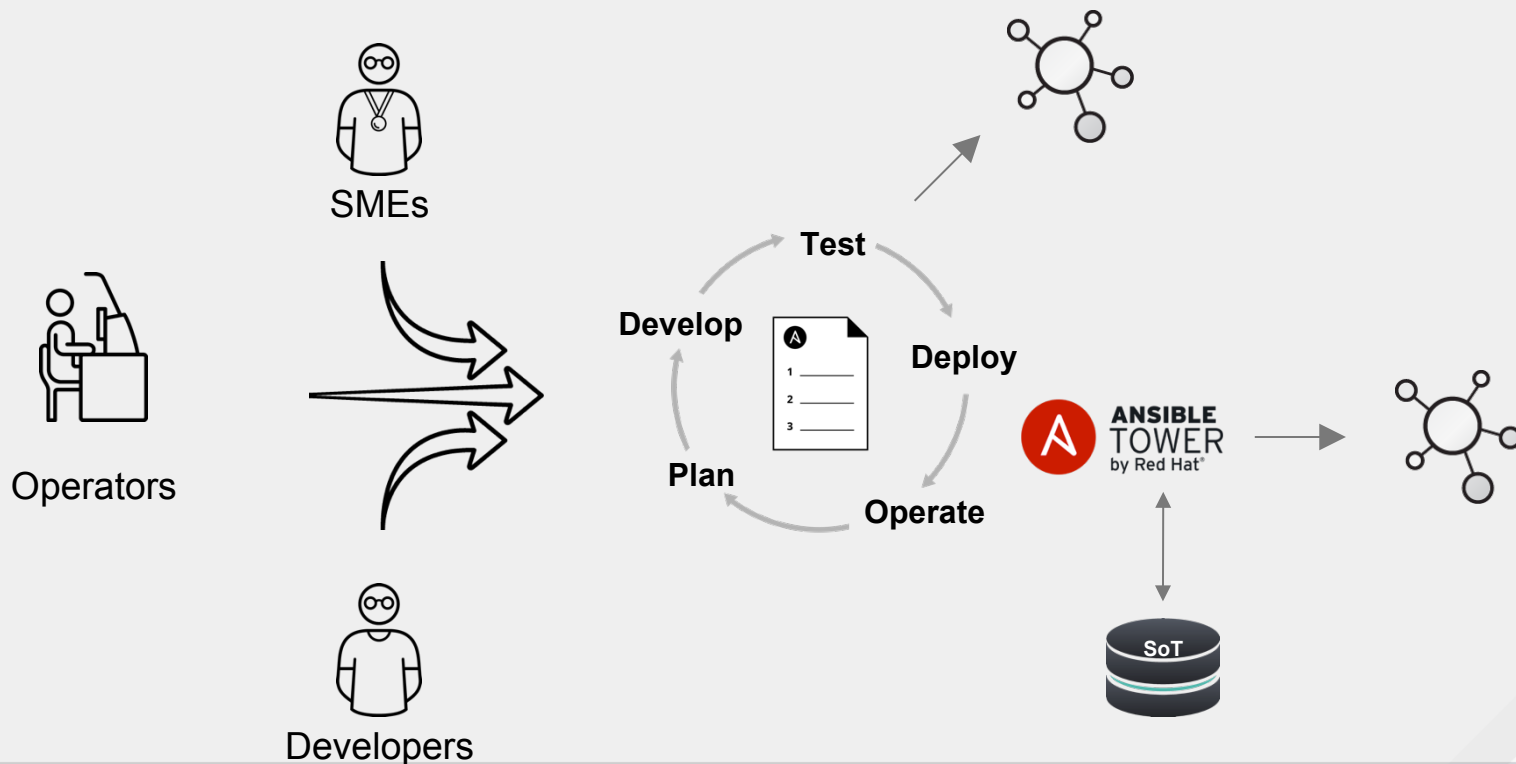 SMEs
Operators
Developers
Test
Develop
Deploy
Plan
Operate
A
1
2
3
A
ANSIBLE
TOWER
by Red Hat®
SoT